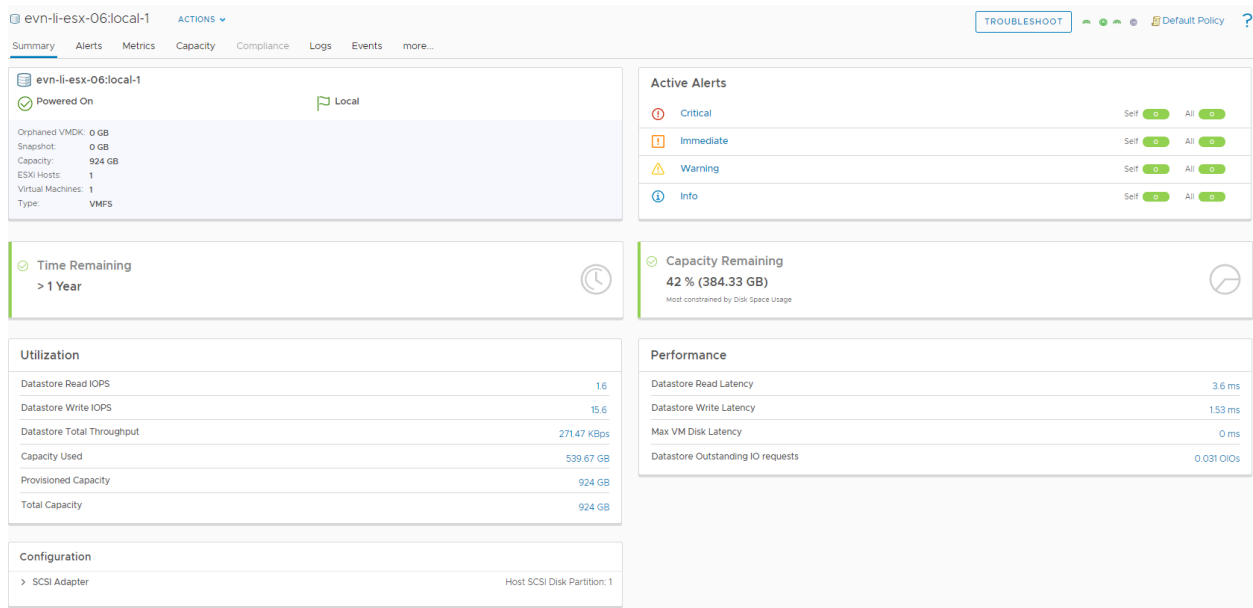 evn-li-esx-06:local-1 ACTIONS TROUBLESHOOT Default Policy ?
Summary Alerts Metrics Capacity Compliance Logs Events more...
evn-li-esx-06:local-1
Powered On Local
Orphaned VMDK: 0 GB
Snapshot: 0 GB
Capacity: 924 GB
ESXi Hosts: 1
Virtual Machines: 1
Type: VMFS
Active Alerts
Critical Self 0 All 0
Immediate Self 0 All 0
Warning Self 0 All 0
Info Self 0 All 0
Time Remaining
> 1 Year
Capacity Remaining
42 % (384.33 GB)
Most constrained by Disk Space Usage
Utilization
Datastore Read IOPS 1.6
Datastore Write IOPS 15.6
Datastore Total Throughput 271.47 KBps
Capacity Used 539.67 GB
Provisioned Capacity 924 GB
Total Capacity 924 GB
Performance
Datastore Read Latency 3.6 ms
Datastore Write Latency 1.53 ms
Max VM Disk Latency 0 ms
Datastore Outstanding IO requests 0.031 OIOs
Configuration
> SCSI Adapter Host SCSI Disk Partition: 1